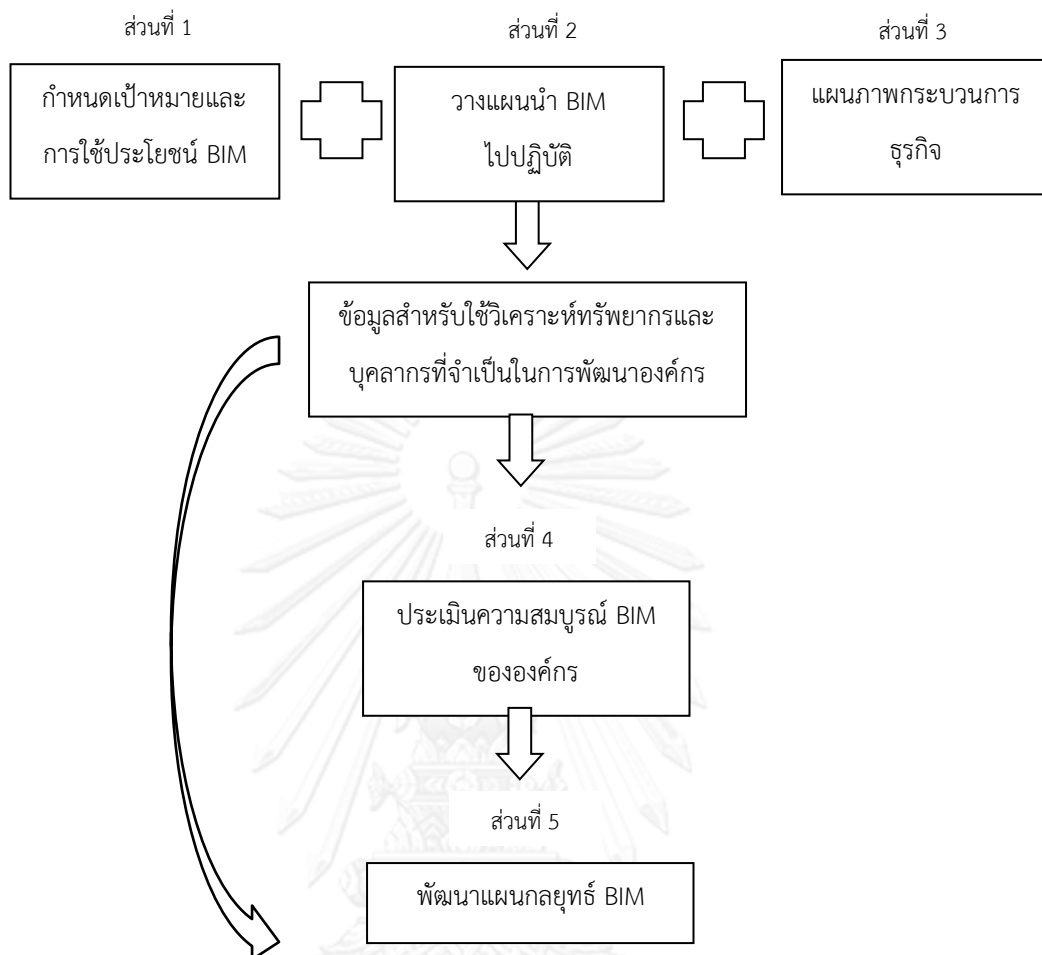 ส่วนที่ 1
ส่วนที่ 2
ส่วนที่ 3
กำหนดเป้าหมายและ
การใช้ประโยชน์ BIM
วางแผนนำ BIM
ไปปฏิบัติ
แผนภาพกระบวนการ
ธุรกิจ
ข้อมูลสำหรับใช้วิเคราะห์ทรัพยากรและ
บุคลากรที่จำเป็นในการพัฒนาองค์กร
ส่วนที่ 4
ประเมินความสมบูรณ์ BIM
ขององค์กร
ส่วนที่ 5
พัฒนาแผนกลยุทธ์ BIM